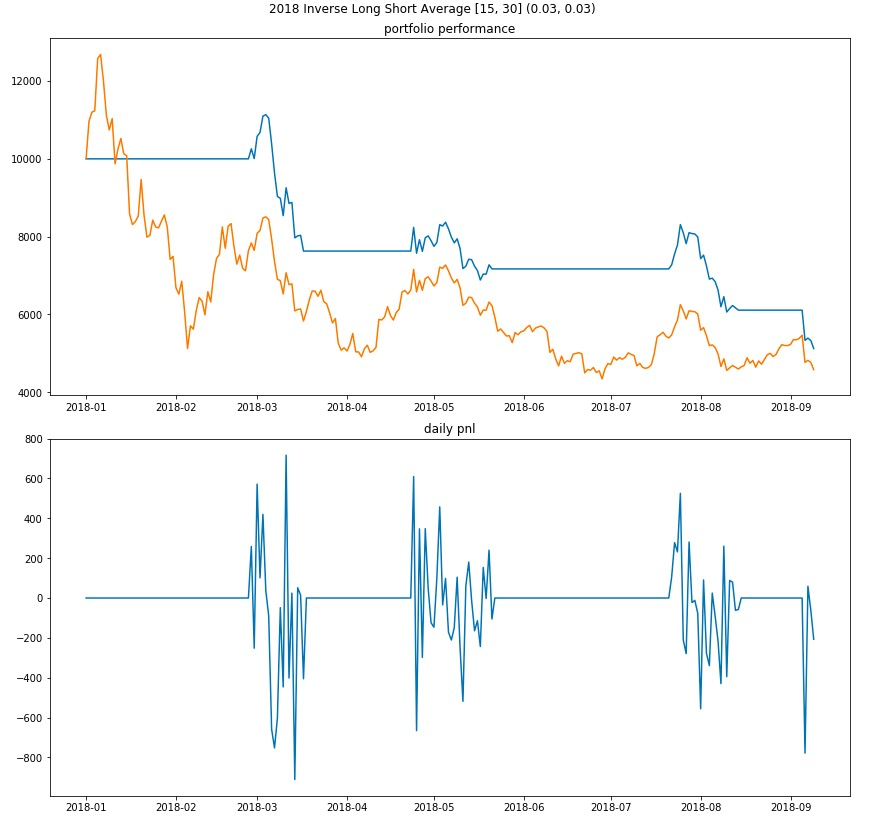 2018 Inverse Long Short Average [15, 30] (0.03, 0.03)
portfolio performance
12000
10000
8000
6000
4000
2018-01 2018-02 2018-03 2018-04 2018-05 2018-06 2018-07 2018-08 2018-09
daily pnl
800
600
400
200
0
−200
−400
−600
−800
2018-01 2018-02 2018-03 2018-04 2018-05 2018-06 2018-07 2018-08 2018-09